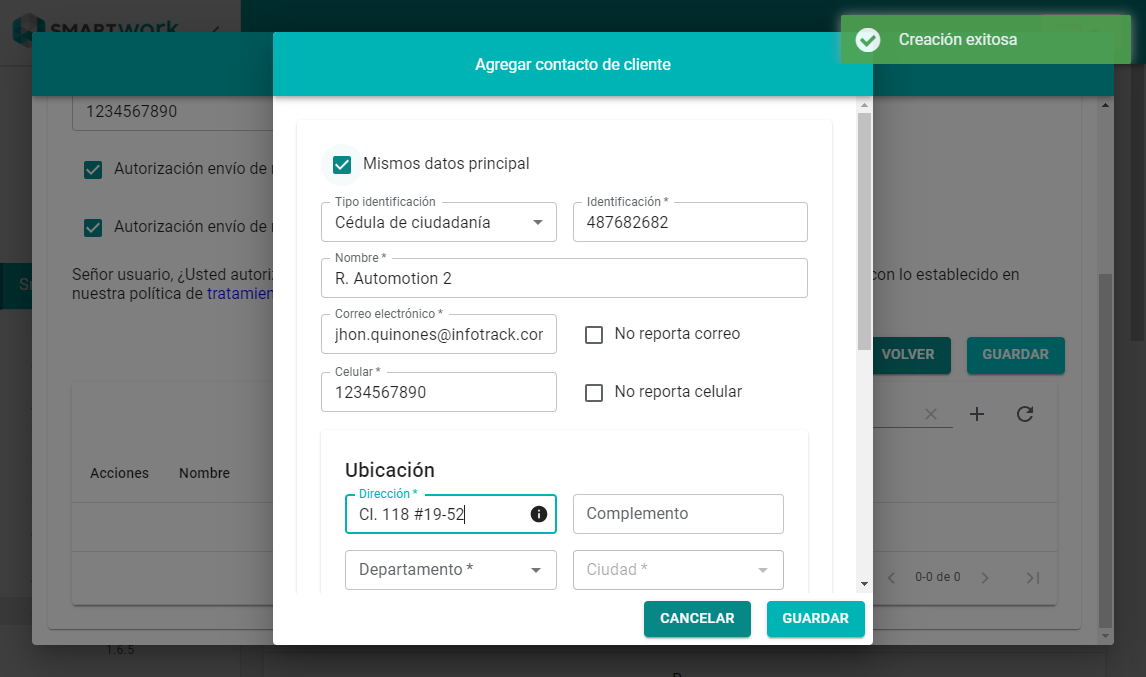 SMARTwork
Creación exitosa
Agregar contacto de cliente
1234567890
Autorización envío de
Autorización envío de
Señor usuario, ¿Usted autoriz
con lo establecido en
nuestra política de tratamien
Mismos datos principal
Tipo identificación
Cédula de ciudadanía
Identificación *
487682682
Nombre *
R. Automotion 2
Correo electrónico *
jhon.quinones@infotrack.cor
No reporta correo
Celular *
1234567890
No reporta celular
VOLVER
GUARDAR
Acciones
Nombre
Ubicación
Dirección *
Cl. 118 #19-52
Complemento
Departamento *
Ciudad *
0-0 de 0
CANCELAR
GUARDAR
1.6.5